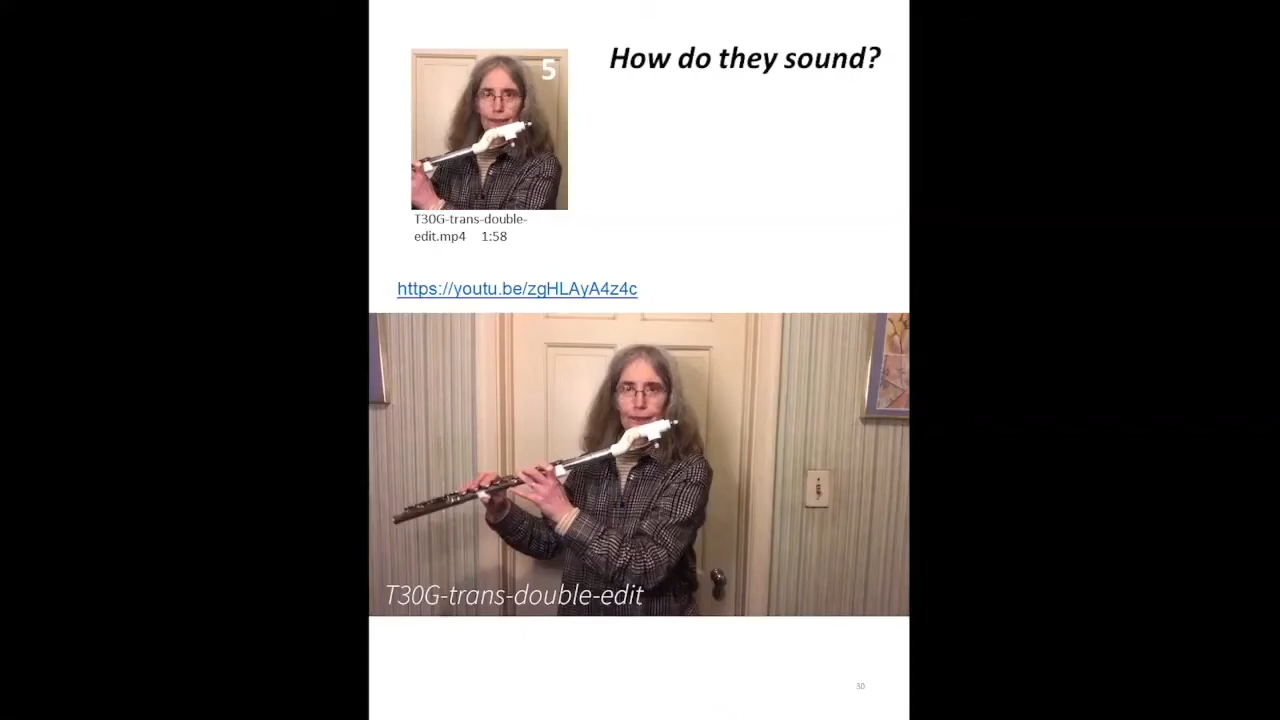 How do they sound?
5
T30G-trans-double-
edit.mp4 1:58
https://youtu.be/zgHLAyA4z4c
T30G-trans-double-edit
30